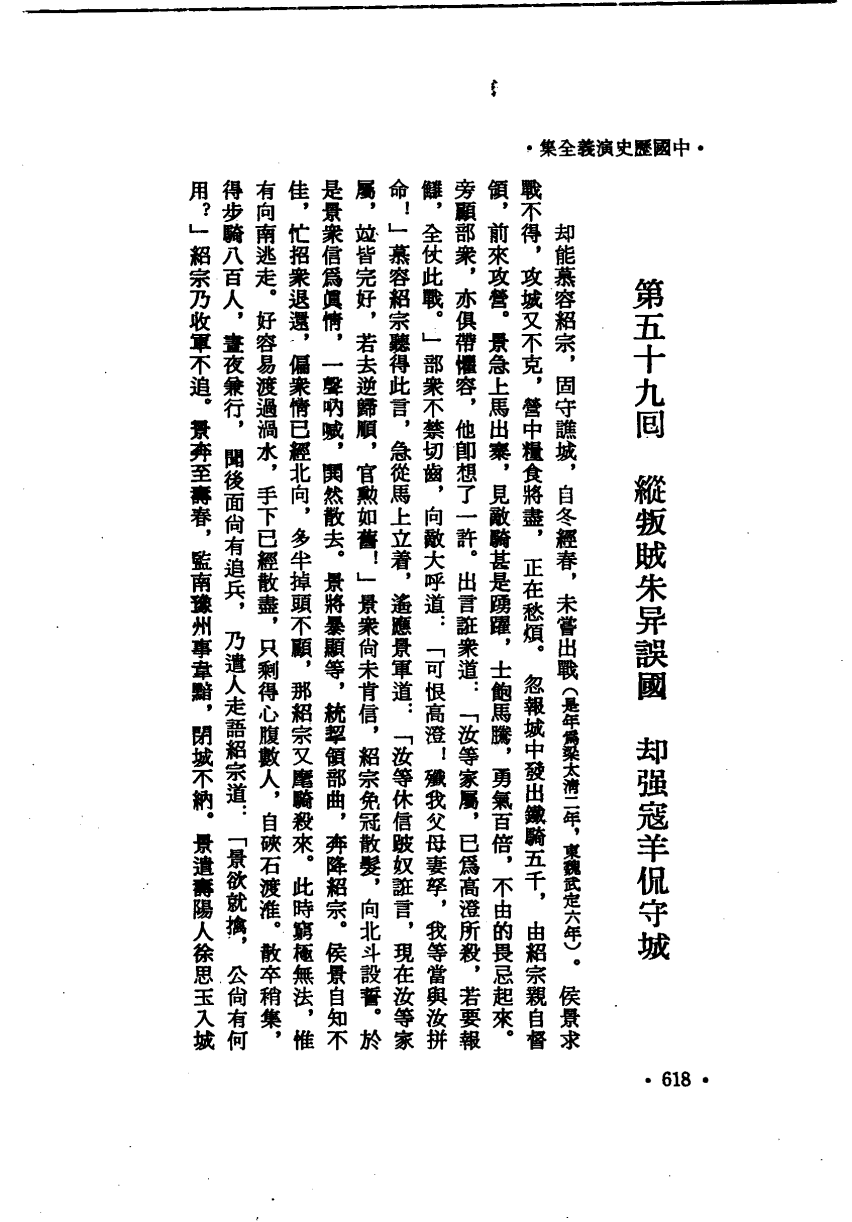 ·中國歷史演義全集·
第五十九回　縱叛賊朱异誤國　却强寇羊侃守城
却能慕容紹宗，固守譙城，自冬經春，未嘗出戰（是年爲梁太清二年，東魏武定六年）。侯景求
戰不得，攻城又不克，營中糧食將盡，正在愁煩。忽報城中發出鐵騎五千，由紹宗親自督
領，前來攻營。景急上馬出寨，見敵騎甚是踴躍，士飽馬騰，勇氣百倍，不由的畏忌起來。
旁顧部衆，亦俱帶懼容，他卽想了一許。出言誑衆道：「汝等家屬，已爲高澄所殺，若要報
讎，全仗此戰。」部衆不禁切齒，向敵大呼道：「可恨高澄！殲我父母妻孥，我等當與汝拼
命！」慕容紹宗聽得此言，急從馬上立着，遙應景軍道：「汝等休信跛奴誑言，現在汝等家
屬，竝皆完好，若去逆歸順，官勲如舊！」景衆尙未肯信，紹宗免冠散髮，向北斗設誓。於
是景衆信爲眞情，一聲吶喊，鬨然散去。景將暴顯等，統挈領部曲，奔降紹宗。侯景自知不
佳，忙招衆退還，偏衆情已經北向，多半掉頭不顧，那紹宗又麾騎殺來。此時窮極無法，惟
有向南逃走。好容易渡過渦水，手下已經散盡，只剩得心腹數人，自硤石渡淮。散卒稍集，
得步騎八百人，晝夜兼行，聞後面尙有追兵，乃遣人走語紹宗道：「景欲就擒，公尙有何
用？」紹宗乃收軍不追。景奔至壽春，監南豫州事韋黯，閉城不納。景遣壽陽人徐思玉入城
·618·